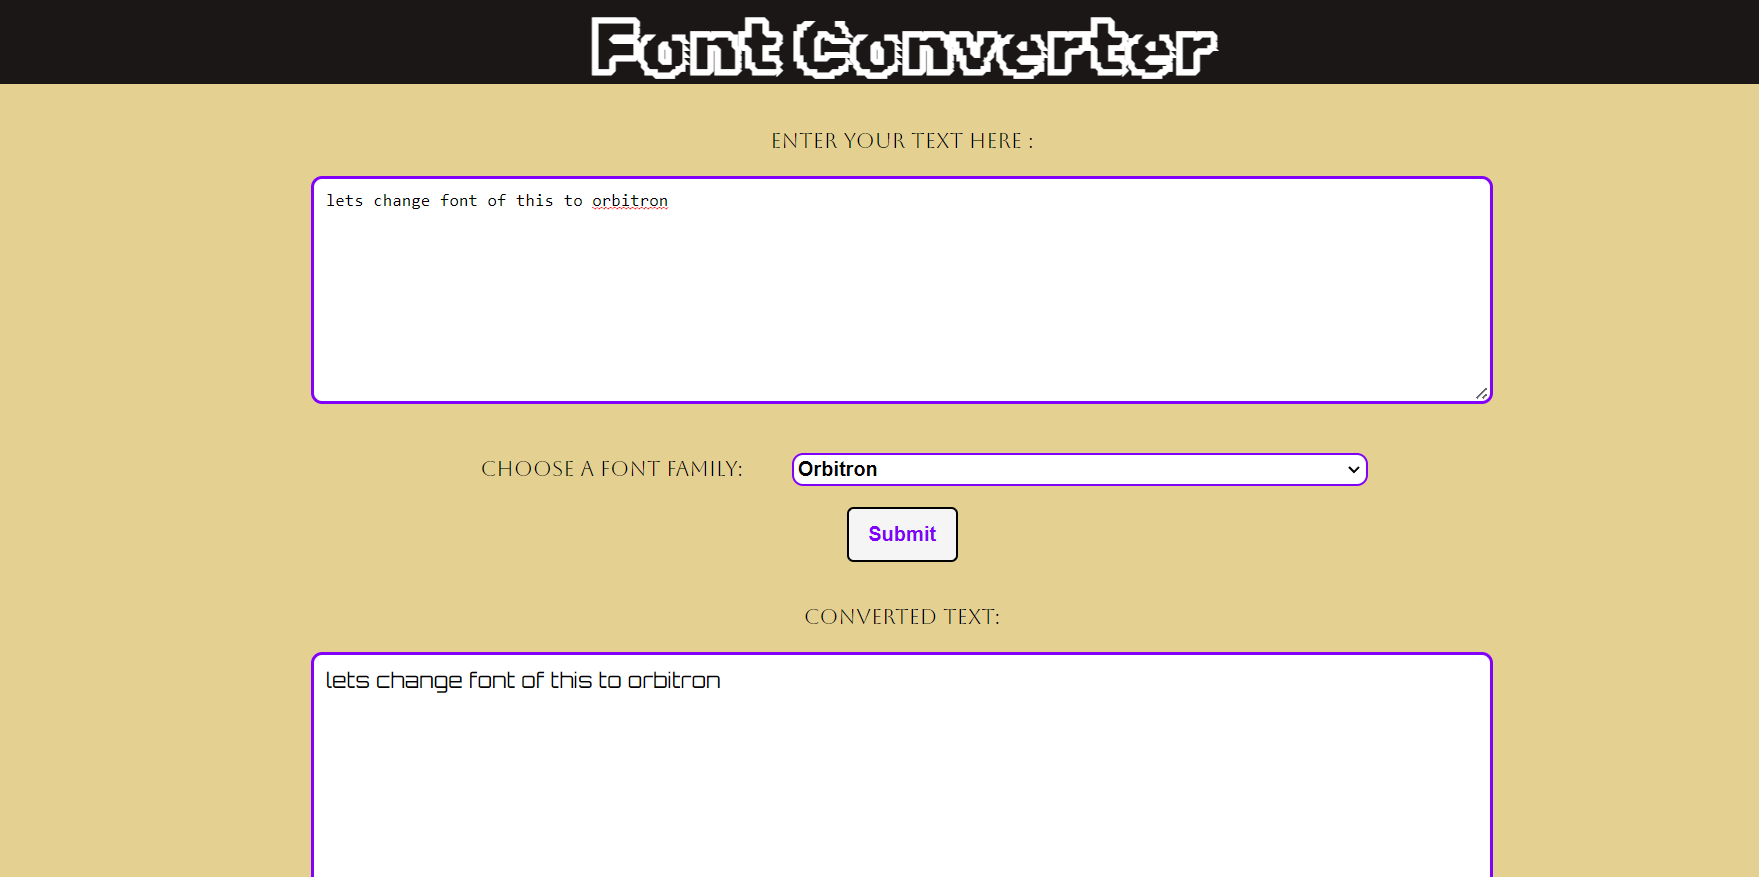 Font Converter
ENTER YOUR TEXT HERE :
lets change font of this to orbitron
CHOOSE A FONT FAMILY:
Orbitron
Submit
CONVERTED TEXT:
lets change font of this to orbitron